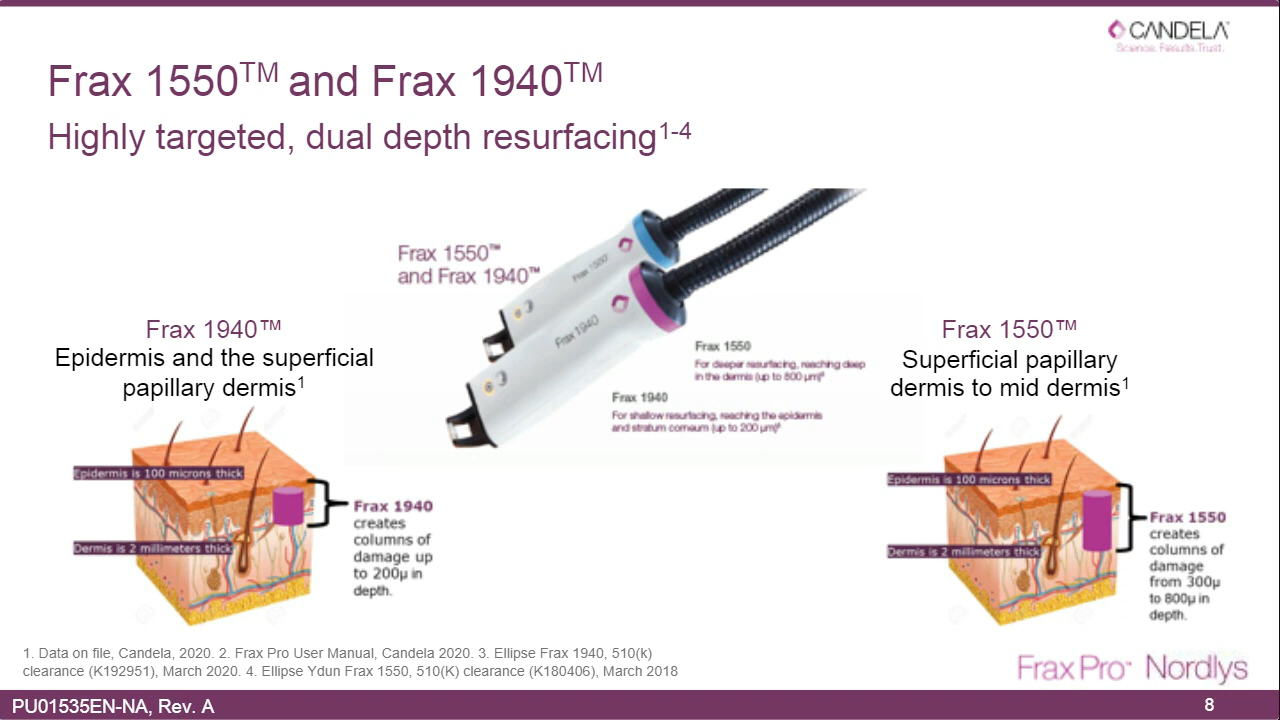 CANDELA™
Science. Results. Trust.
Frax 1550™ and Frax 1940™
Highly targeted, dual depth resurfacing1-4
Frax 1550™
and Frax 1940™
Frax 1550
Frax 1940
Frax 1550
For deeper resurfacing, reaching deep
in the dermis (up to 800 µm)
Frax 1940
For shallow resurfacing, reaching the epidermis
and stratum corneum (up to 200 µm)
Frax 1940™
Epidermis and the superficial
papillary dermis1
Epidermis is 100 microns thick
Dermis is 2 millimeters thick
Frax 1940
creates
columns of
damage up
to 200µ in
depth.
Frax 1550™
Superficial papillary
dermis to mid dermis1
Epidermis is 100 microns thick
Dermis is 2 millimeters thick
Frax 1550
creates
columns of
damage
from 300µ
to 800µ in
depth.
1. Data on file, Candela, 2020. 2. Frax Pro User Manual, Candela 2020. 3. Ellipse Frax 1940, 510(k)
clearance (K192951), March 2020. 4. Ellipse Ydun Frax 1550, 510(K) clearance (K180406), March 2018
Frax Pro™ Nordlys
PU01535EN-NA, Rev. A
8